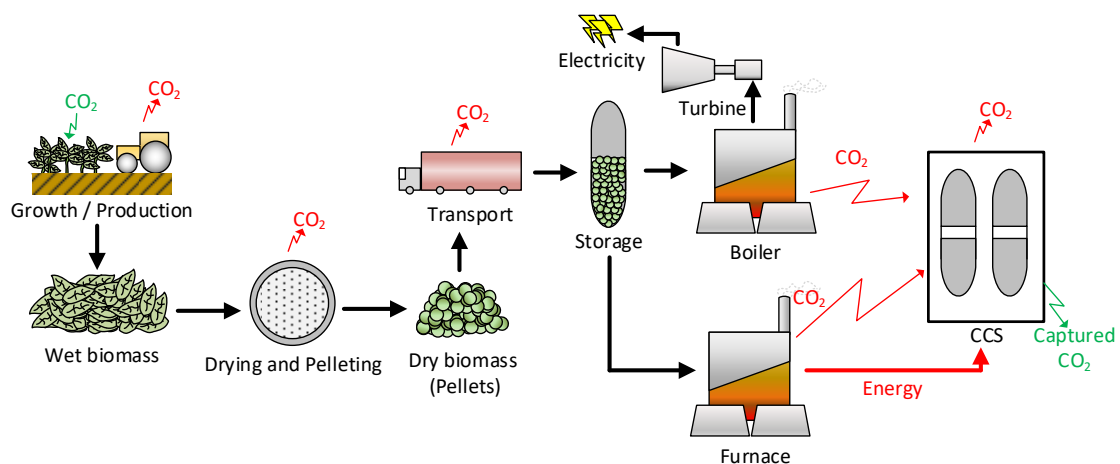 Electricity
Turbine
CO2
CO2
CO2
CO2
CO2
Growth / Production
Transport
Storage
Boiler
CO2
CO2
CCS
Captured
CO2
Wet biomass
Drying and Pelleting
Dry biomass
(Pellets)
Energy
Furnace